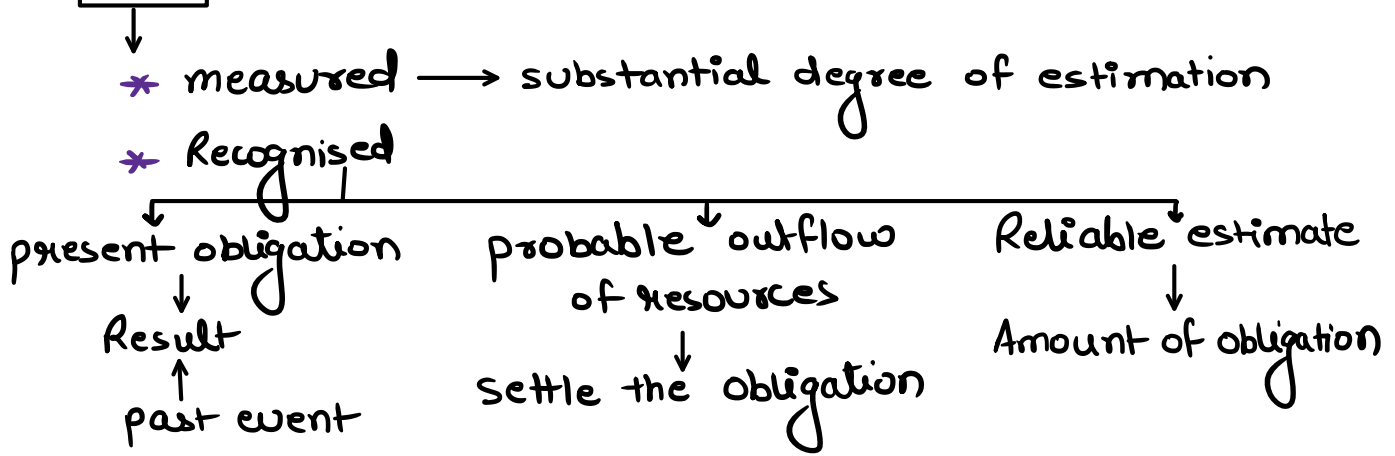 * measured → substantial degree of estimation
* Recognised
present obligation
probable outflow
of resources
Reliable estimate
Result
Amount of obligation
settle the obligation
past event